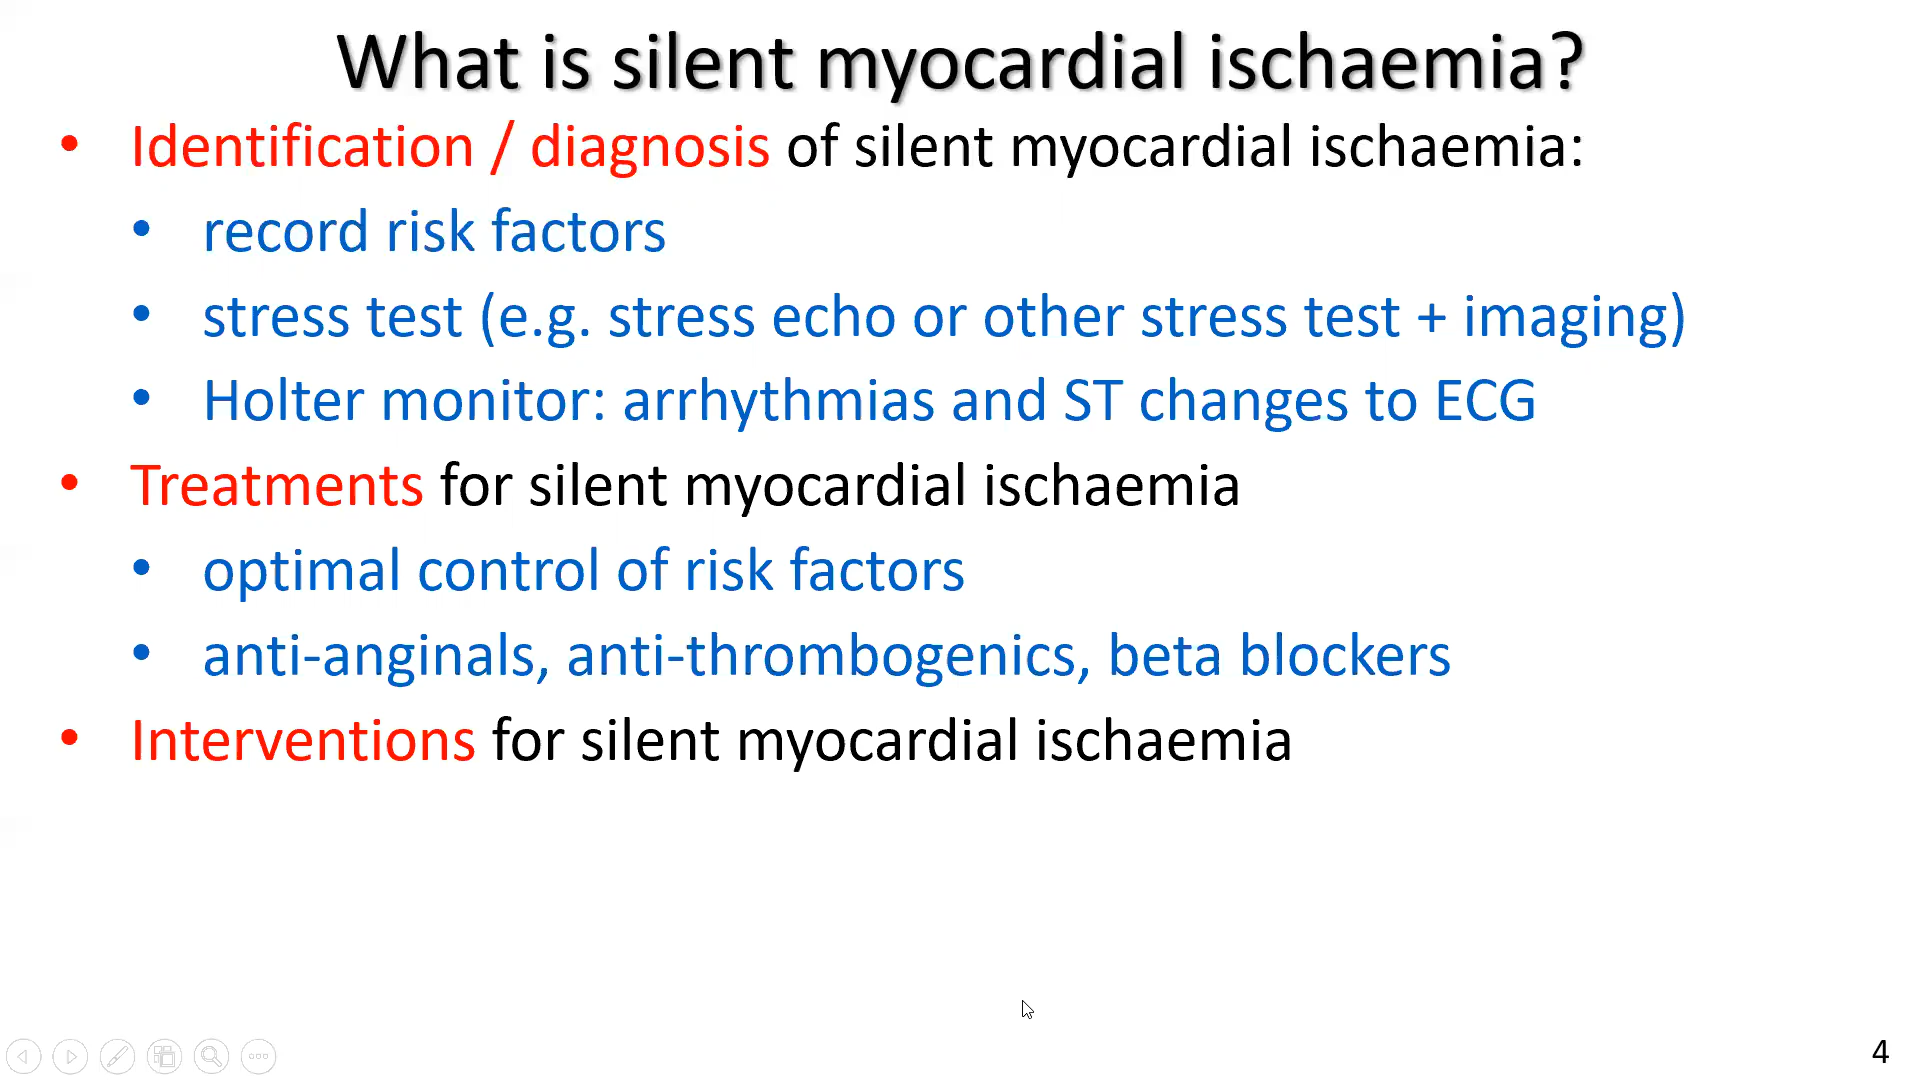 What is silent myocardial ischaemia?
• Identification / diagnosis of silent myocardial ischaemia:
• record risk factors
• stress test (e.g. stress echo or other stress test + imaging)
• Holter monitor: arrhythmias and ST changes to ECG
• Treatments for silent myocardial ischaemia
• optimal control of risk factors
• anti-anginals, anti-thrombogenics, beta blockers
• Interventions for silent myocardial ischaemia
4